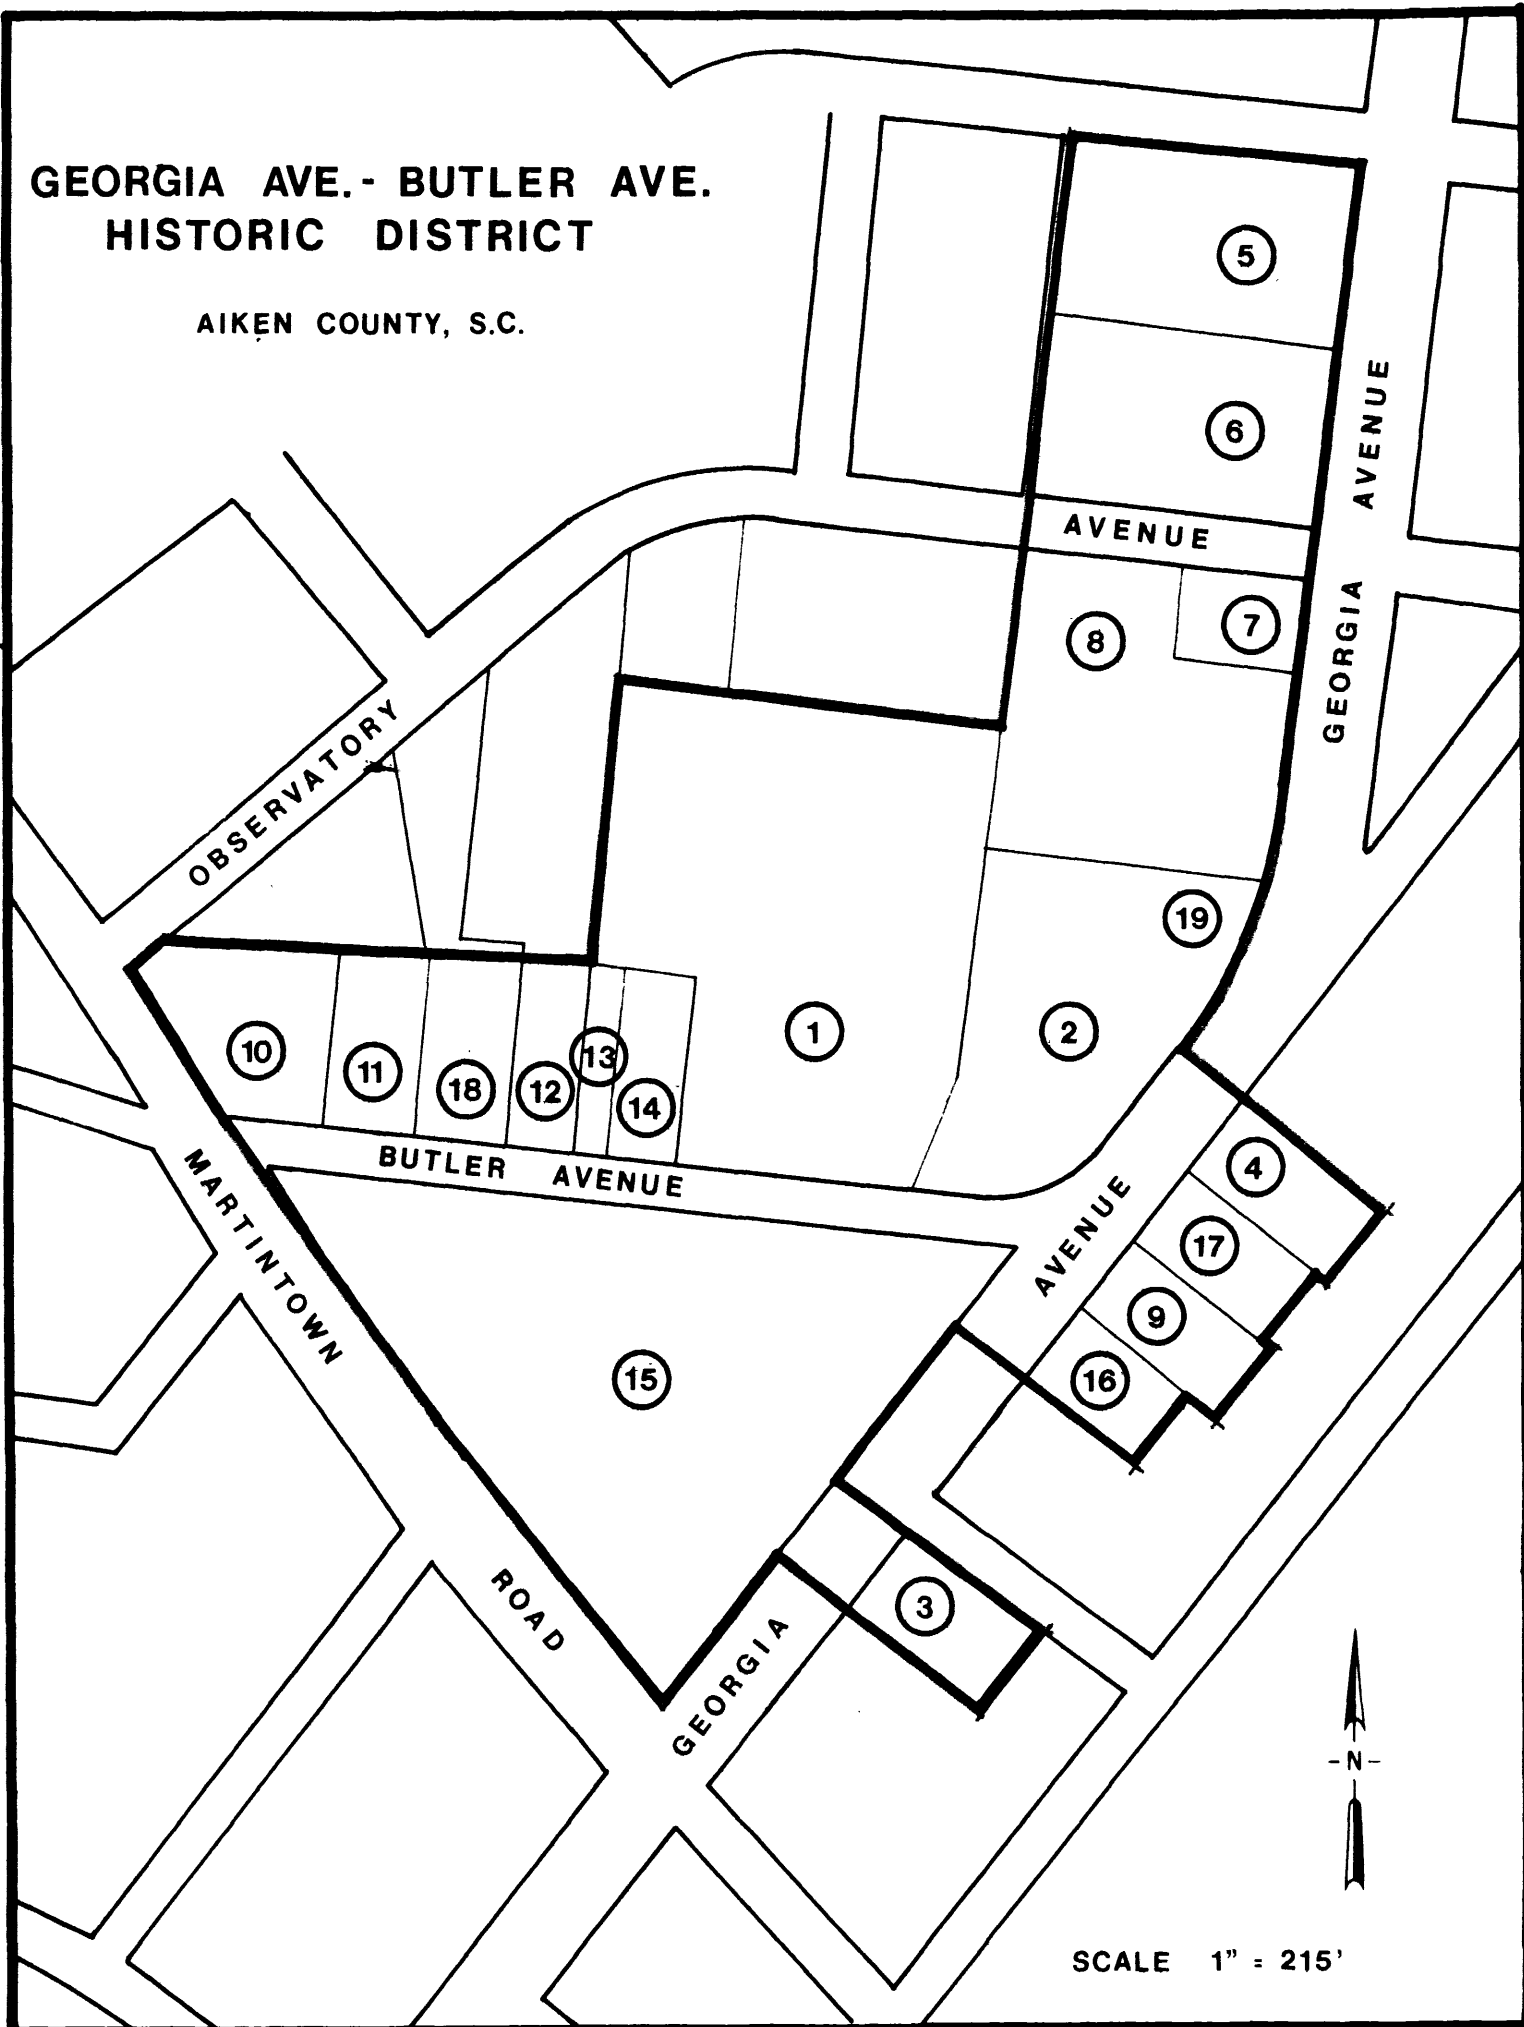 GEORGIA AVE. - BUTLER AVE.
HISTORIC DISTRICT
AIKEN COUNTY, S.C.
5
6
GEORGIA AVENUE
OBSERVATORY AVENUE
7
8
19
1
2
10
11
18
12
13
14
BUTLER AVENUE
4
17
9
16
15
MARTINTOWN ROAD
GEORGIA AVENUE
3
-N-
SCALE 1" = 215'